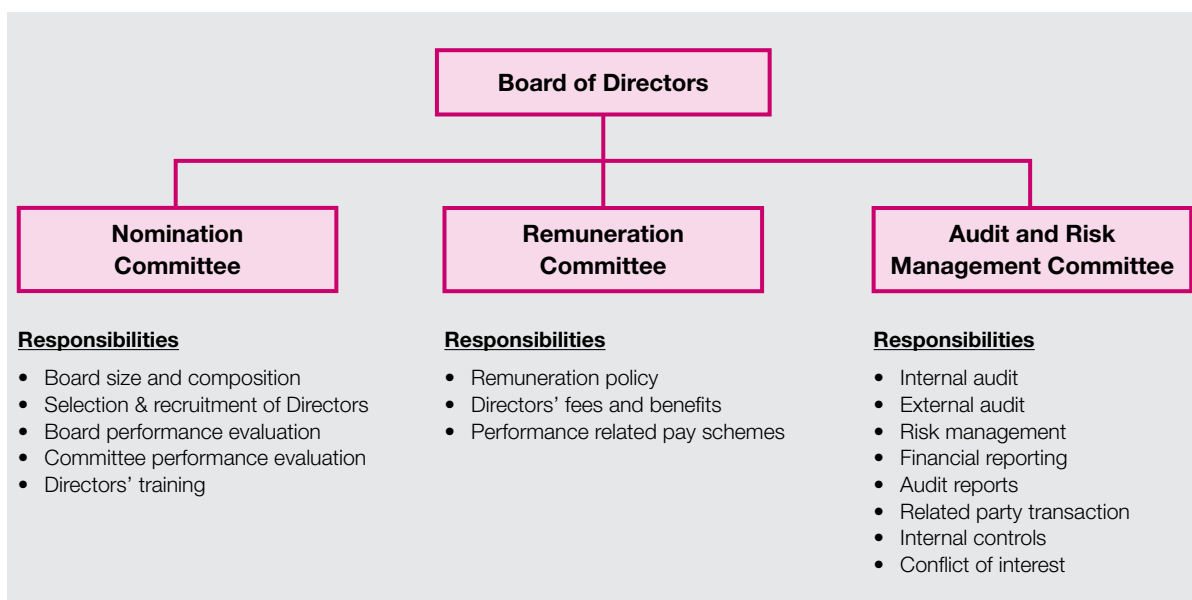 Board of Directors
Nomination
Committee
Responsibilities
• Board size and composition
• Selection & recruitment of Directors
• Board performance evaluation
• Committee performance evaluation
• Directors’ training
Remuneration
Committee
Responsibilities
• Remuneration policy
• Directors’ fees and benefits
• Performance related pay schemes
Audit and Risk
Management Committee
Responsibilities
• Internal audit
• External audit
• Risk management
• Financial reporting
• Audit reports
• Related party transaction
• Internal controls
• Conflict of interest